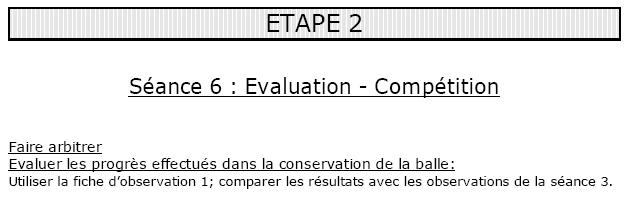 ETAPE 2
Séance 6 : Evaluation - Compétition
Faire arbitrer
Evaluer les progrès effectués dans la conservation de la balle:
Utiliser la fiche d’observation 1; comparer les résultats avec les observations de la séance 3.